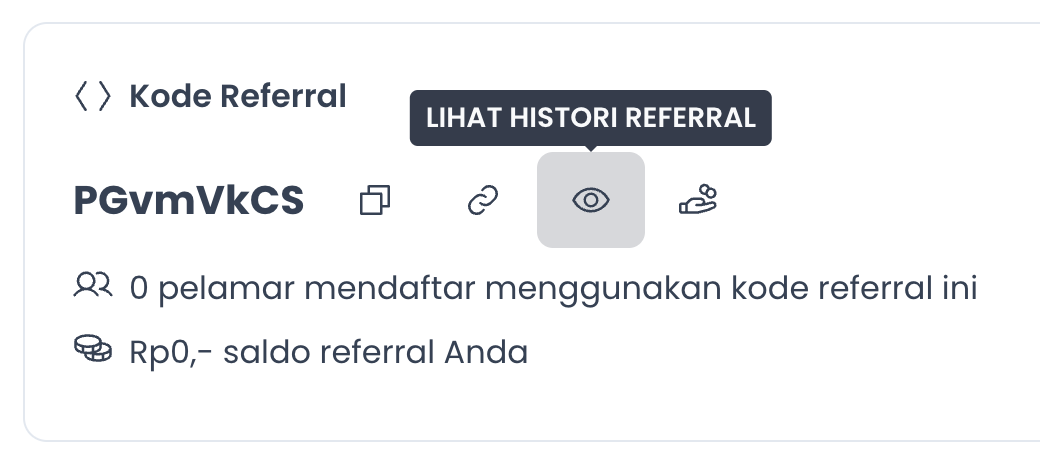 Kode Referral
LIHAT HISTORI REFERRAL
PGvmVkCS
0 pelamar mendaftar menggunakan kode referral ini
Rp0,- saldo referral Anda